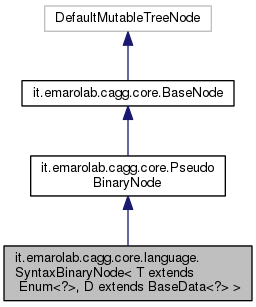 DefaultMutableTreeNode
it.emarolab.cagg.core.BaseNode
it.emarolab.cagg.core.Pseudo
BinaryNode
it.emarolab.cagg.core.language.
SyntaxBinaryNode< T extends
Enum<?>, D extends BaseData<?> >